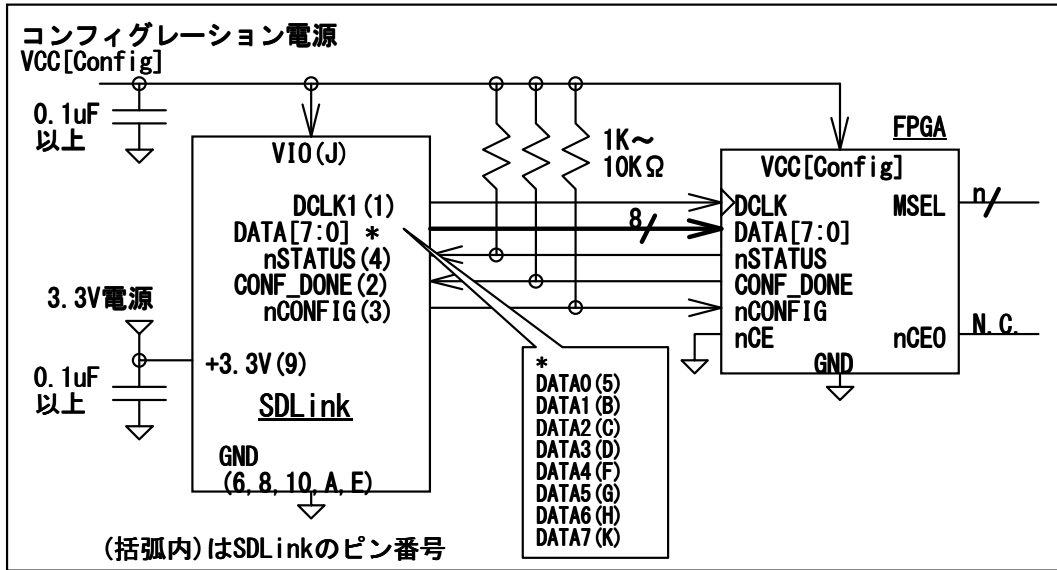 コンフィグレーション電源
VCC[Config]
0.1uF
以上
VIO(J)
DCLK1(1)
DATA[7:0] *
nSTATUS(4)
CONF_DONE(2)
nCONFIG(3)
3.3V電源
+3.3V(9)
0.1uF
以上
SDLink
GND
(6,8,10,A,E)
1K～
10KΩ
8
*
DATA0(5)
DATA1(B)
DATA2(C)
DATA3(D)
DATA4(F)
DATA5(G)
DATA6(H)
DATA7(K)
FPGA
VCC[Config]
DCLK
DATA[7:0]
nSTATUS
CONF_DONE
nCONFIG
nCE
MSEL
n
nCEO
N.C.
GND
(括弧内)はSDLinkのピン番号